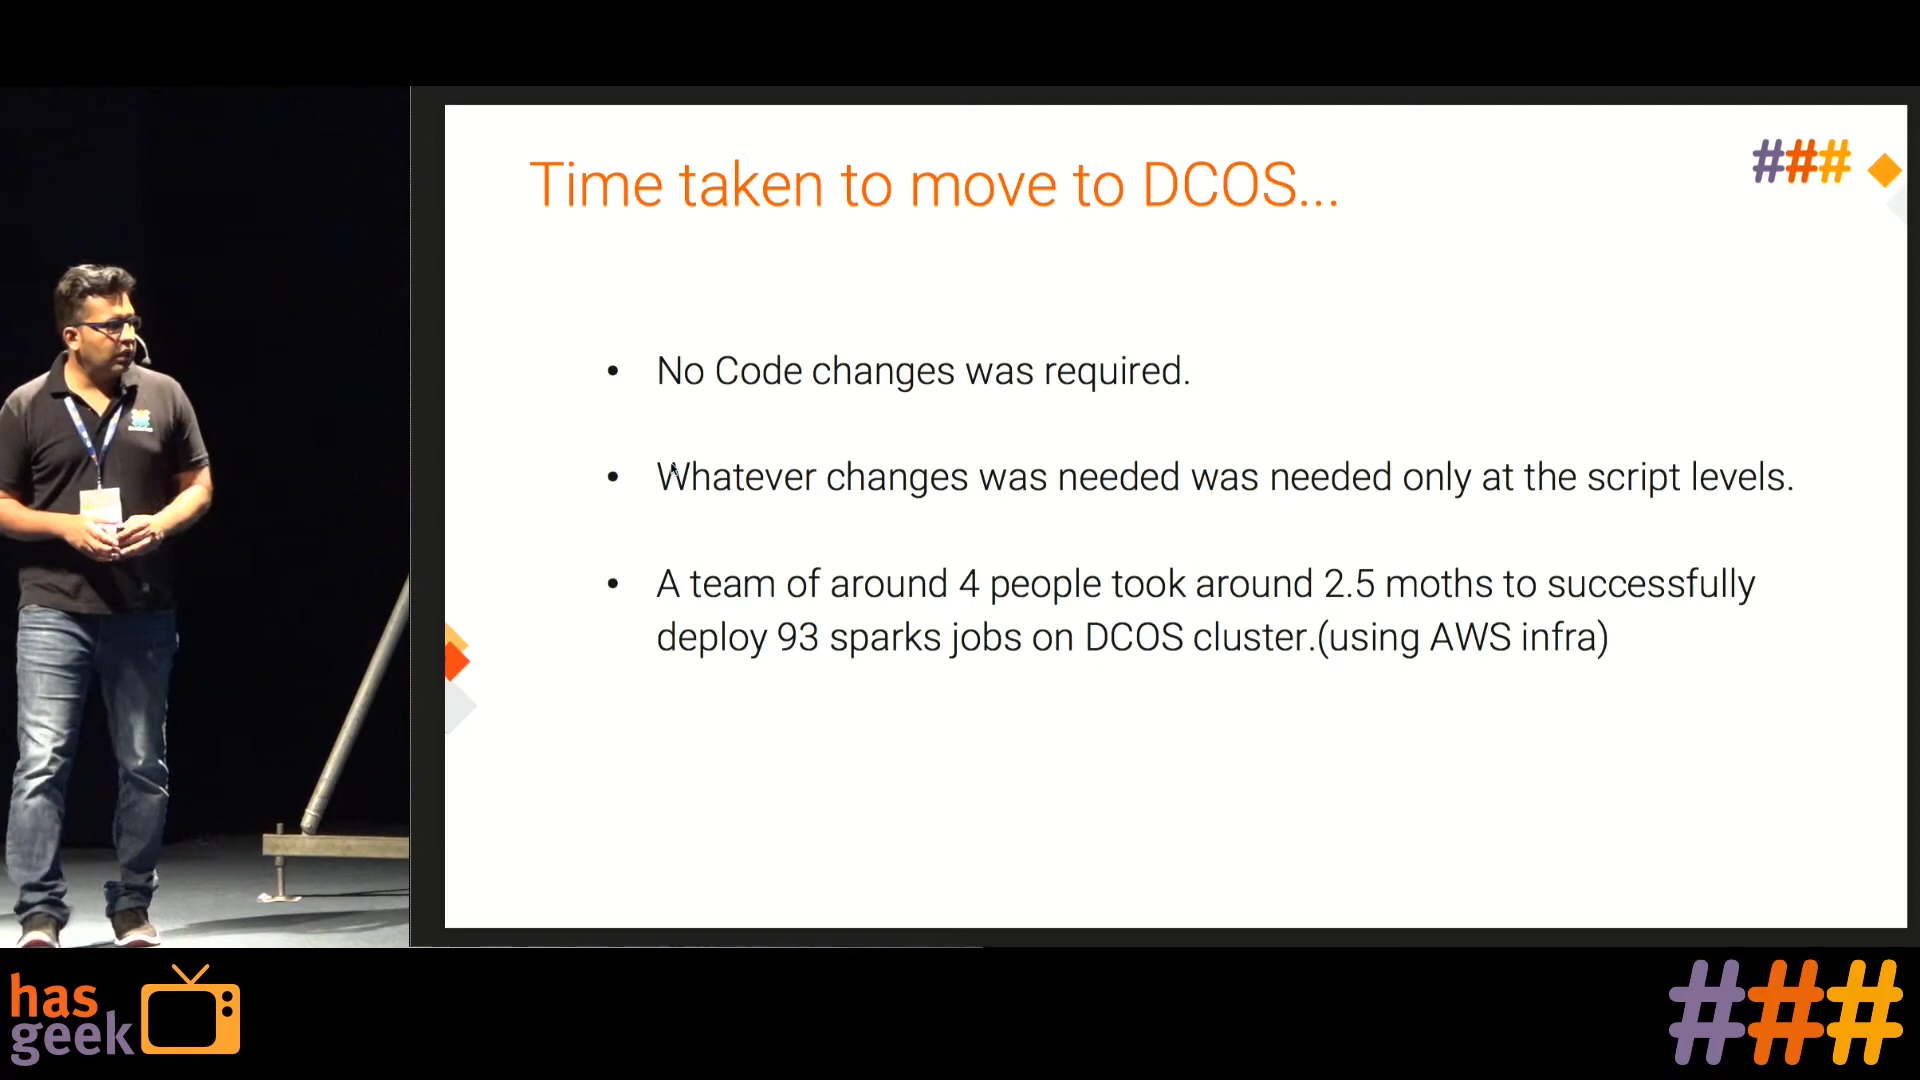 Time taken to move to DCOS...
###
• No Code changes was required.
• Whatever changes was needed was needed only at the script levels.
• A team of around 4 people took around 2.5 moths to successfully
deploy 93 sparks jobs on DCOS cluster.(using AWS infra)
has
geek
###